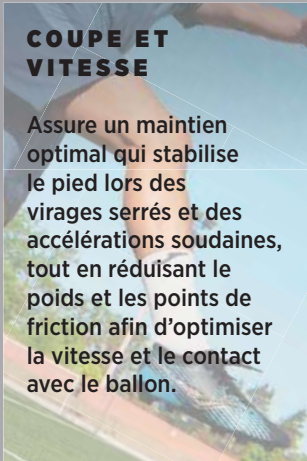 COUPE ET
VITESSE
Assure un maintien
optimal qui stabilise
le pied lors des
virages serrés et des
accélérations soudaines,
tout en réduisant le
poids et les points de
friction afin d’optimiser
la vitesse et le contact
avec le ballon.